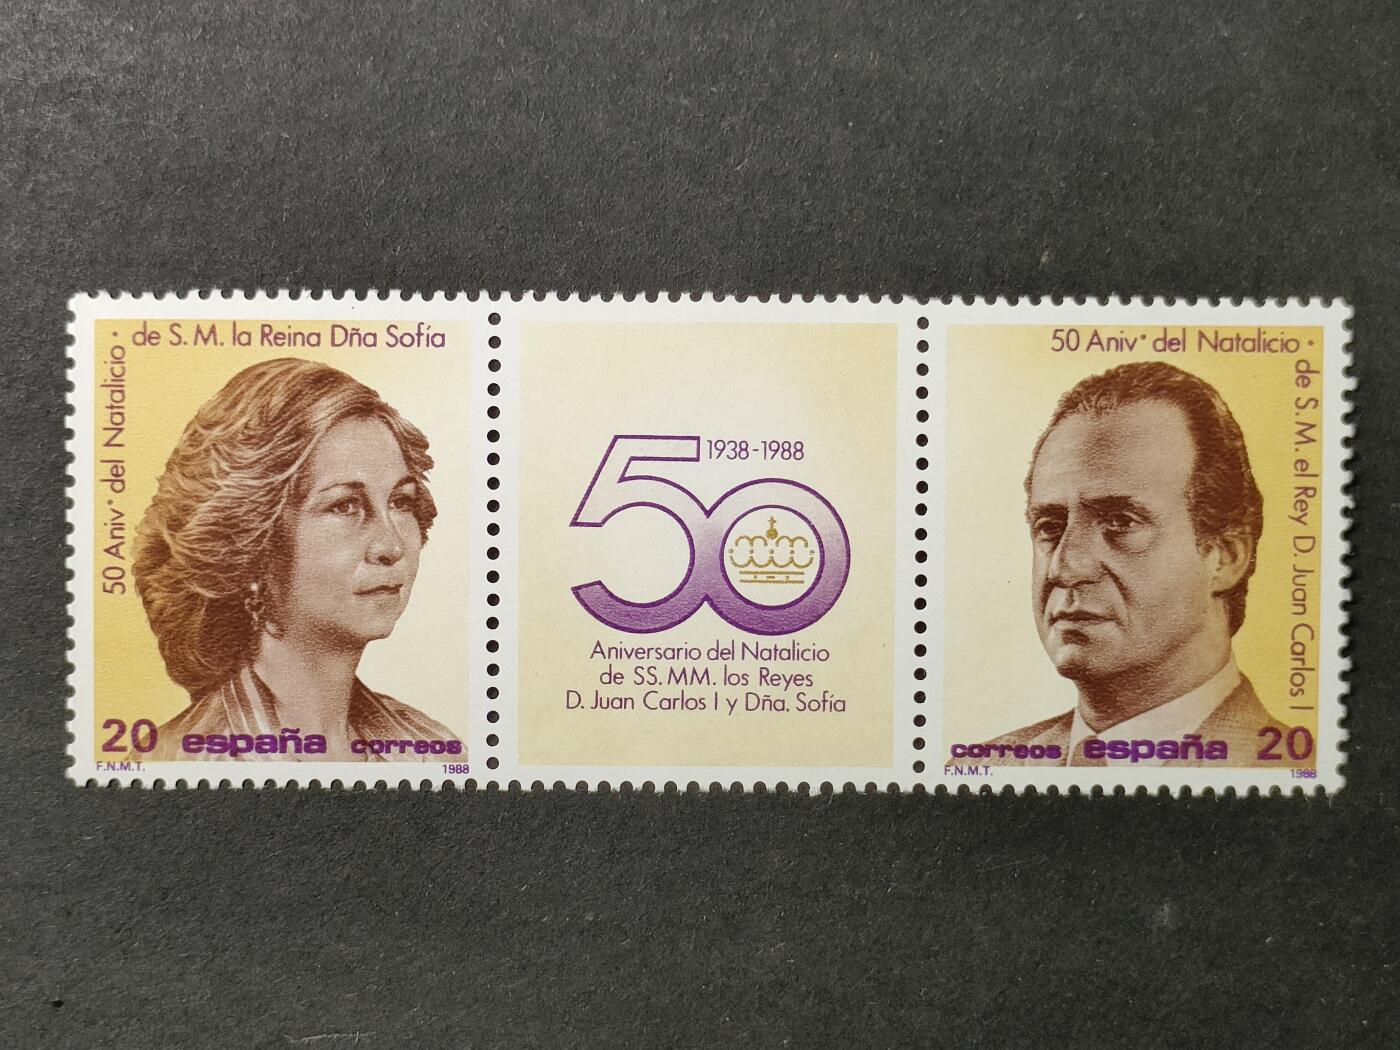 50 Aniv° del Natalicio · de S. M. la Reina Dña Sofía
20 españa correos
F.N.M.T. 1988
50 1938-1988
Aniversario del Natalicio
de SS. MM. los Reyes
D. Juan Carlos I y Dña. Sofía
50 Aniv° del Natalicio · de S. M. el Rey D. Juan Carlos I
correos españa 20
F.N.M.T. 1988